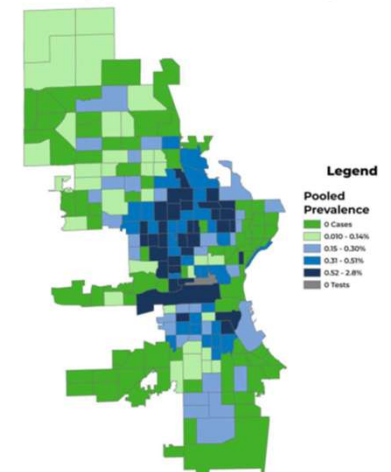 Legend
Pooled
Prevalence
0 Cases
0.010 - 0.14%
0.15 - 0.30%
0.31 - 0.51%
0.52 - 2.8%
0 Tests